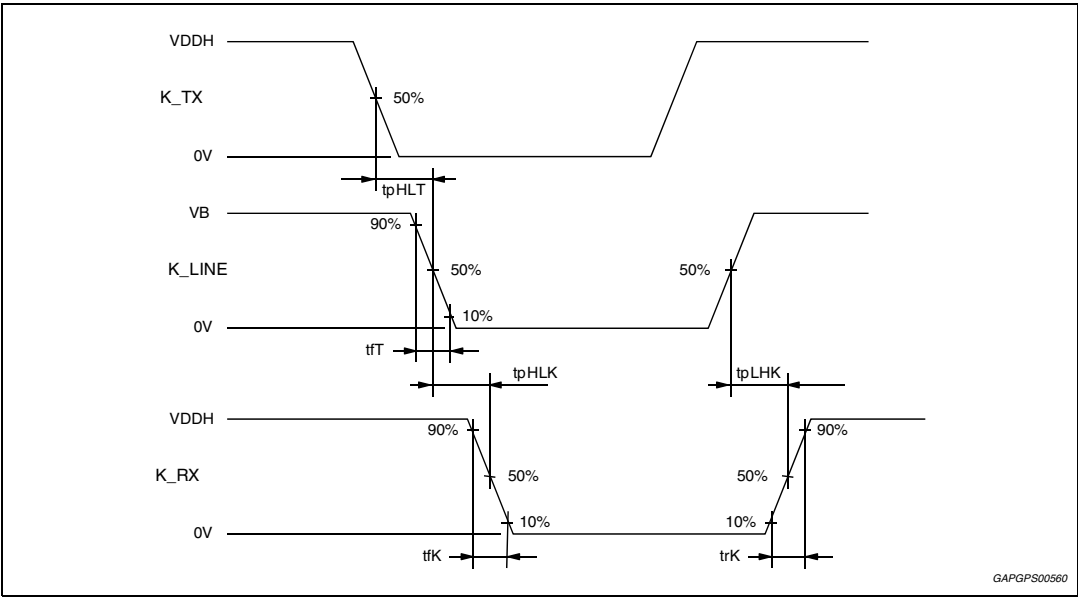 VDDH
K_TX
50%
0V
tpHLT
VB
90%
K_LINE
50%
50%
10%
0V
tfT
tpHLK
tpLHK
VDDH
90%
90%
K_RX
50%
50%
10%
10%
0V
tfK
trK
GAPGPS00560